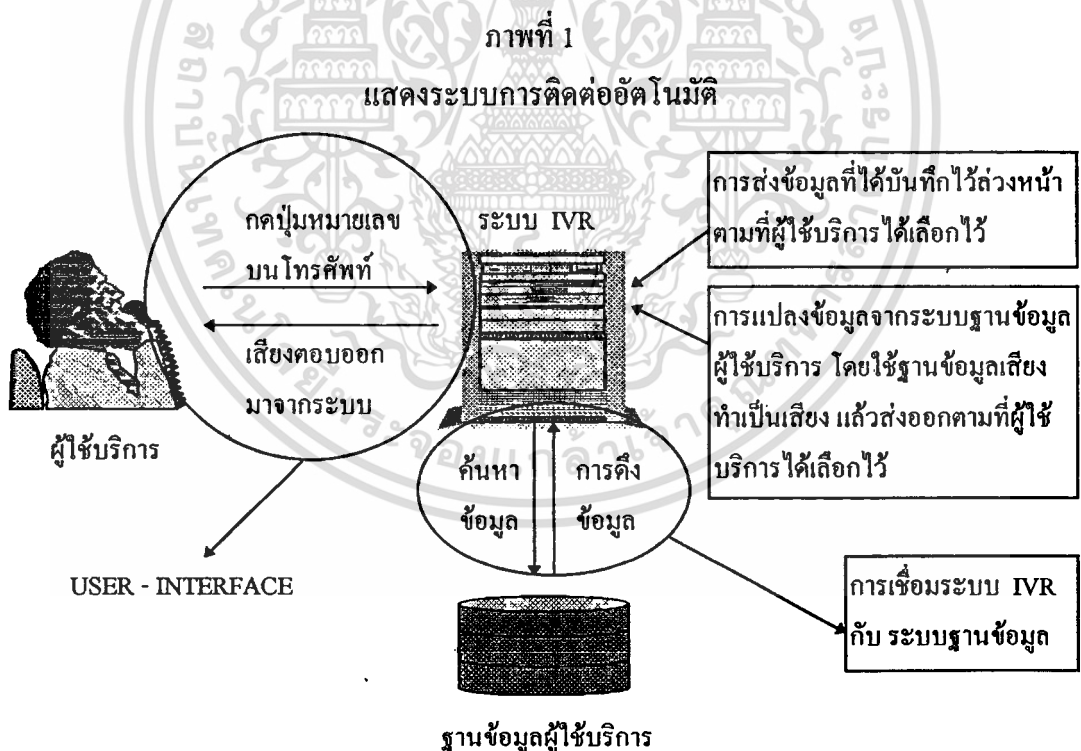 ภาพที่ 1
แสดงระบบการติดต่ออัตโนมัติ
กดปุ่มหมายเลข
บนโทรศัพท์
เสียงตอบออก
มาจากระบบ
ระบบ IVR
การส่งข้อมูลที่ได้บันทึกไว้ล่วงหน้า
ตามที่ผู้ใช้บริการได้เลือกไว้
การแปลงข้อมูลจากระบบฐานข้อมูล
ผู้ใช้บริการ โดยใช้ฐานข้อมูลเสียง
ทำเป็นเสียง แล้วส่งออกตามที่ผู้ใช้
บริการได้เลือกไว้
ผู้ใช้บริการ
ค้นหา
ข้อมูล
การดึง
ข้อมูล
USER - INTERFACE
การเชื่อมระบบ IVR
กับ ระบบฐานข้อมูล
ฐานข้อมูลผู้ใช้บริการ